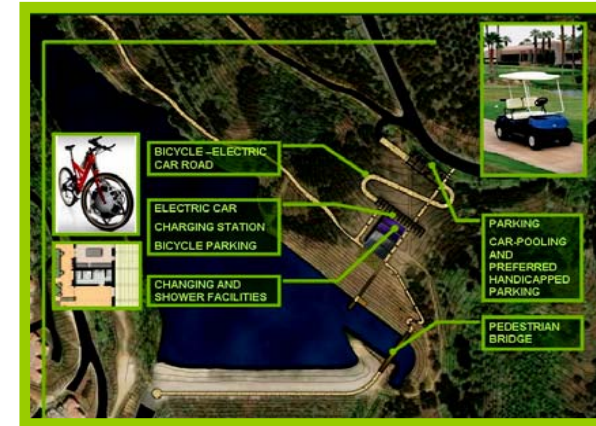 BICYCLE –ELECTRIC
CAR ROAD
ELECTRIC CAR
CHARGING STATION
BICYCLE PARKING
CHANGING AND
SHOWER FACILITIES
PARKING
CAR-POOLING
AND
PREFERRED
HANDICAPPED
PARKING
PEDESTRIAN
BRIDGE